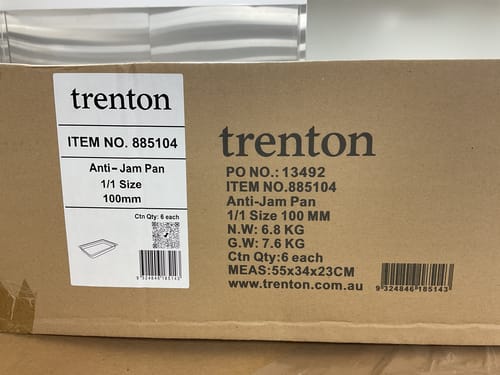 trenton
ITEM NO. 885104
Anti-Jam Pan
1/1 Size
100mm
Ctn Qty: 6 each
9 324846 185143
trenton
PO NO.: 13492
ITEM NO.885104
Anti-Jam Pan
1/1 Size 100 MM
N.W: 6.8 KG
G.W: 7.6 KG
Ctn Qty:6 each
MEAS:55x34x23CM
www.trenton.com.au
9 324846 185143